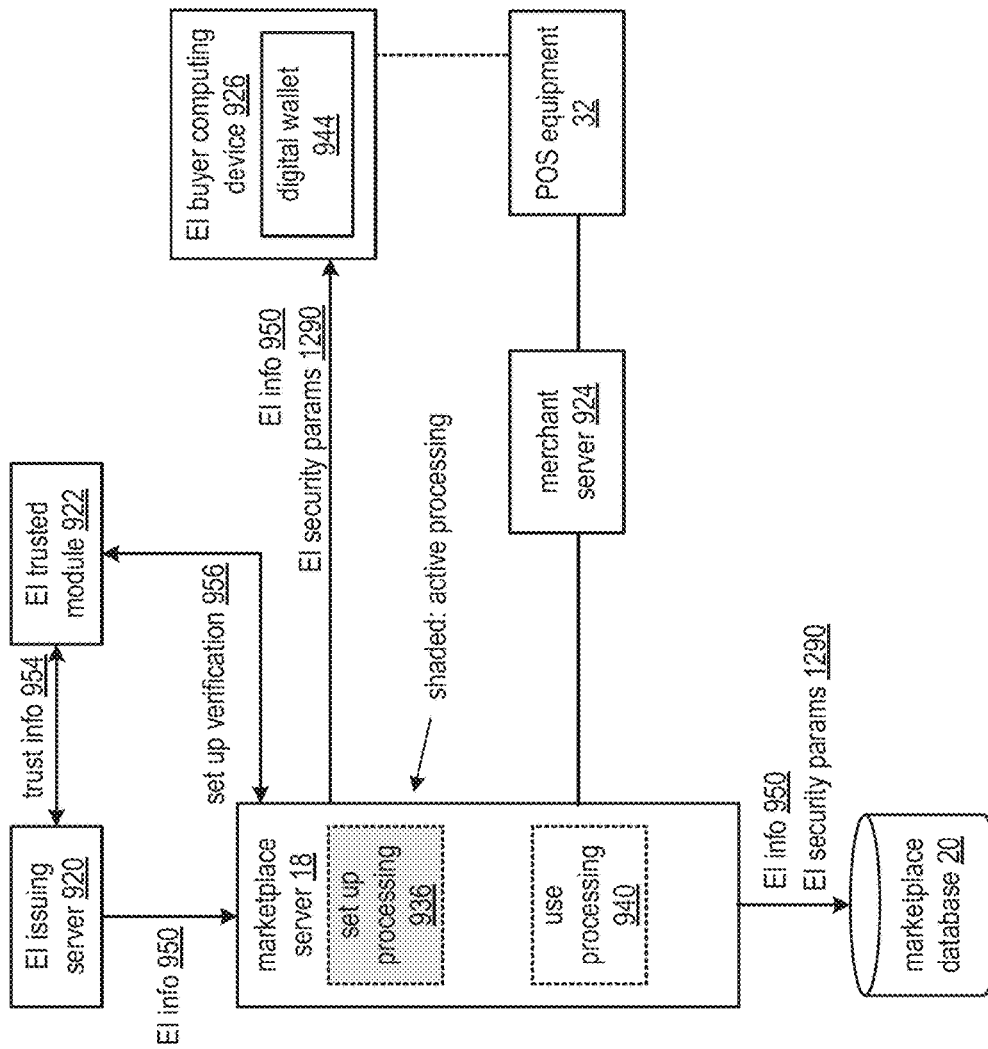 EI issuing
server 920
trust info 954
EI trusted
module 922
EI info 950
set up verification 956
marketplace
server 18
set up
processing
936
use
processing
940
shaded: active processing
EI info 950
EI security params 1290
EI buyer computing
device 926
digital wallet
944
merchant
server 924
POS equipment
32
EI info 950
EI security params 1290
marketplace
database 20